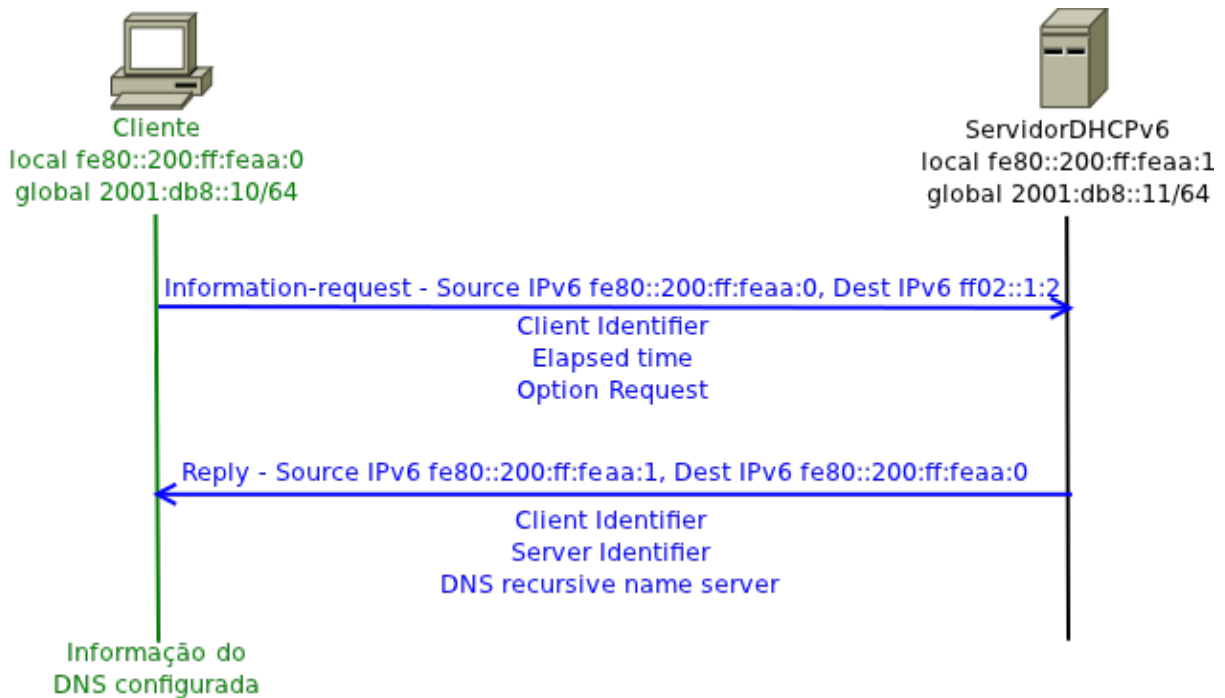 Cliente
local fe80::200:ff:feaa:0
global 2001:db8::10/64
ServidorDHCPv6
local fe80::200:ff:feaa:1
global 2001:db8::11/64
Information-request - Source IPv6 fe80::200:ff:feaa:0, Dest IPv6 ff02::1:2
Client Identifier
Elapsed time
Option Request
Reply - Source IPv6 fe80::200:ff:feaa:1, Dest IPv6 fe80::200:ff:feaa:0
Client Identifier
Server Identifier
DNS recursive name server
Informação do
DNS configurada